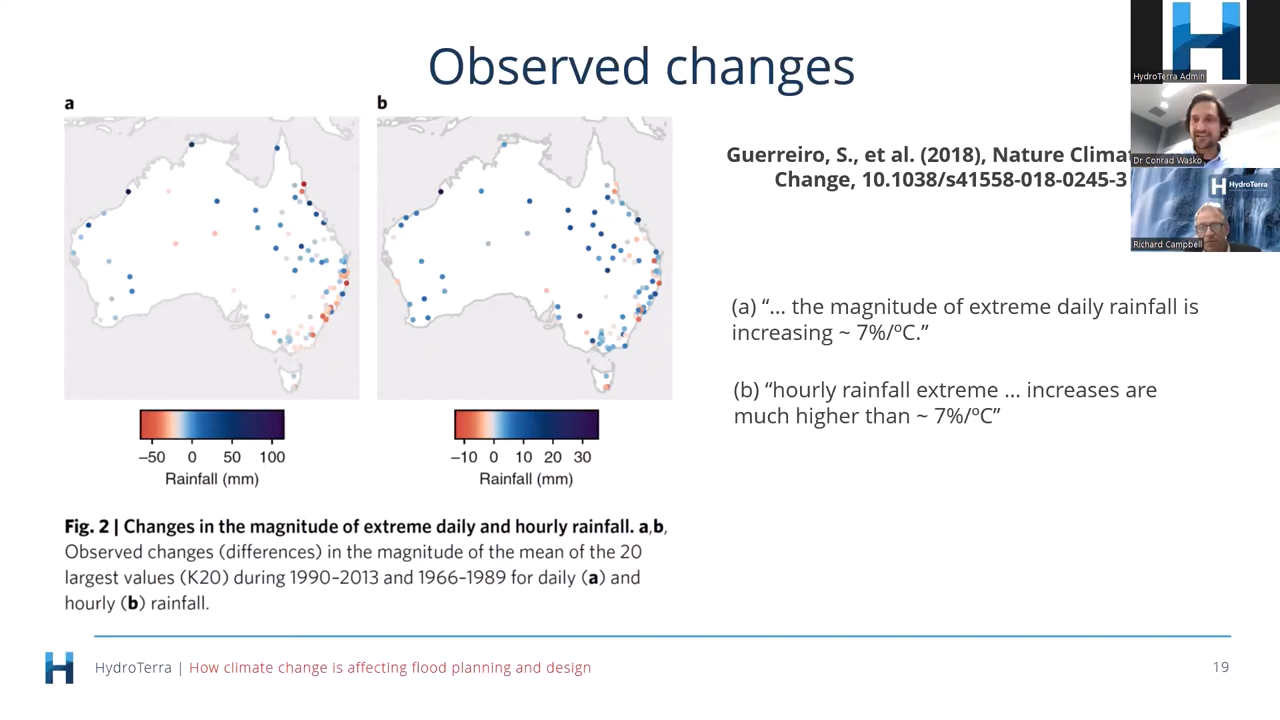 Observed changes
a
b
Guerreiro, S., et al. (2018), Nature Climat
Change, 10.1038/s41558-018-0245-3
(a) “… the magnitude of extreme daily rainfall is
increasing ~ 7%/ºC.”
(b) “hourly rainfall extreme … increases are
much higher than ~ 7%/ºC”
−50 0 50 100
Rainfall (mm)
−10 0 10 20 30
Rainfall (mm)
Fig. 2 | Changes in the magnitude of extreme daily and hourly rainfall. a,b,
Observed changes (differences) in the magnitude of the mean of the 20
largest values (K20) during 1990–2013 and 1966–1989 for daily (a) and
hourly (b) rainfall.
HydroTerra | How climate change is affecting flood planning and design
19
HydroTerra Admin
Dr Conrad Wasko
HydroTerra
Richard Campbell